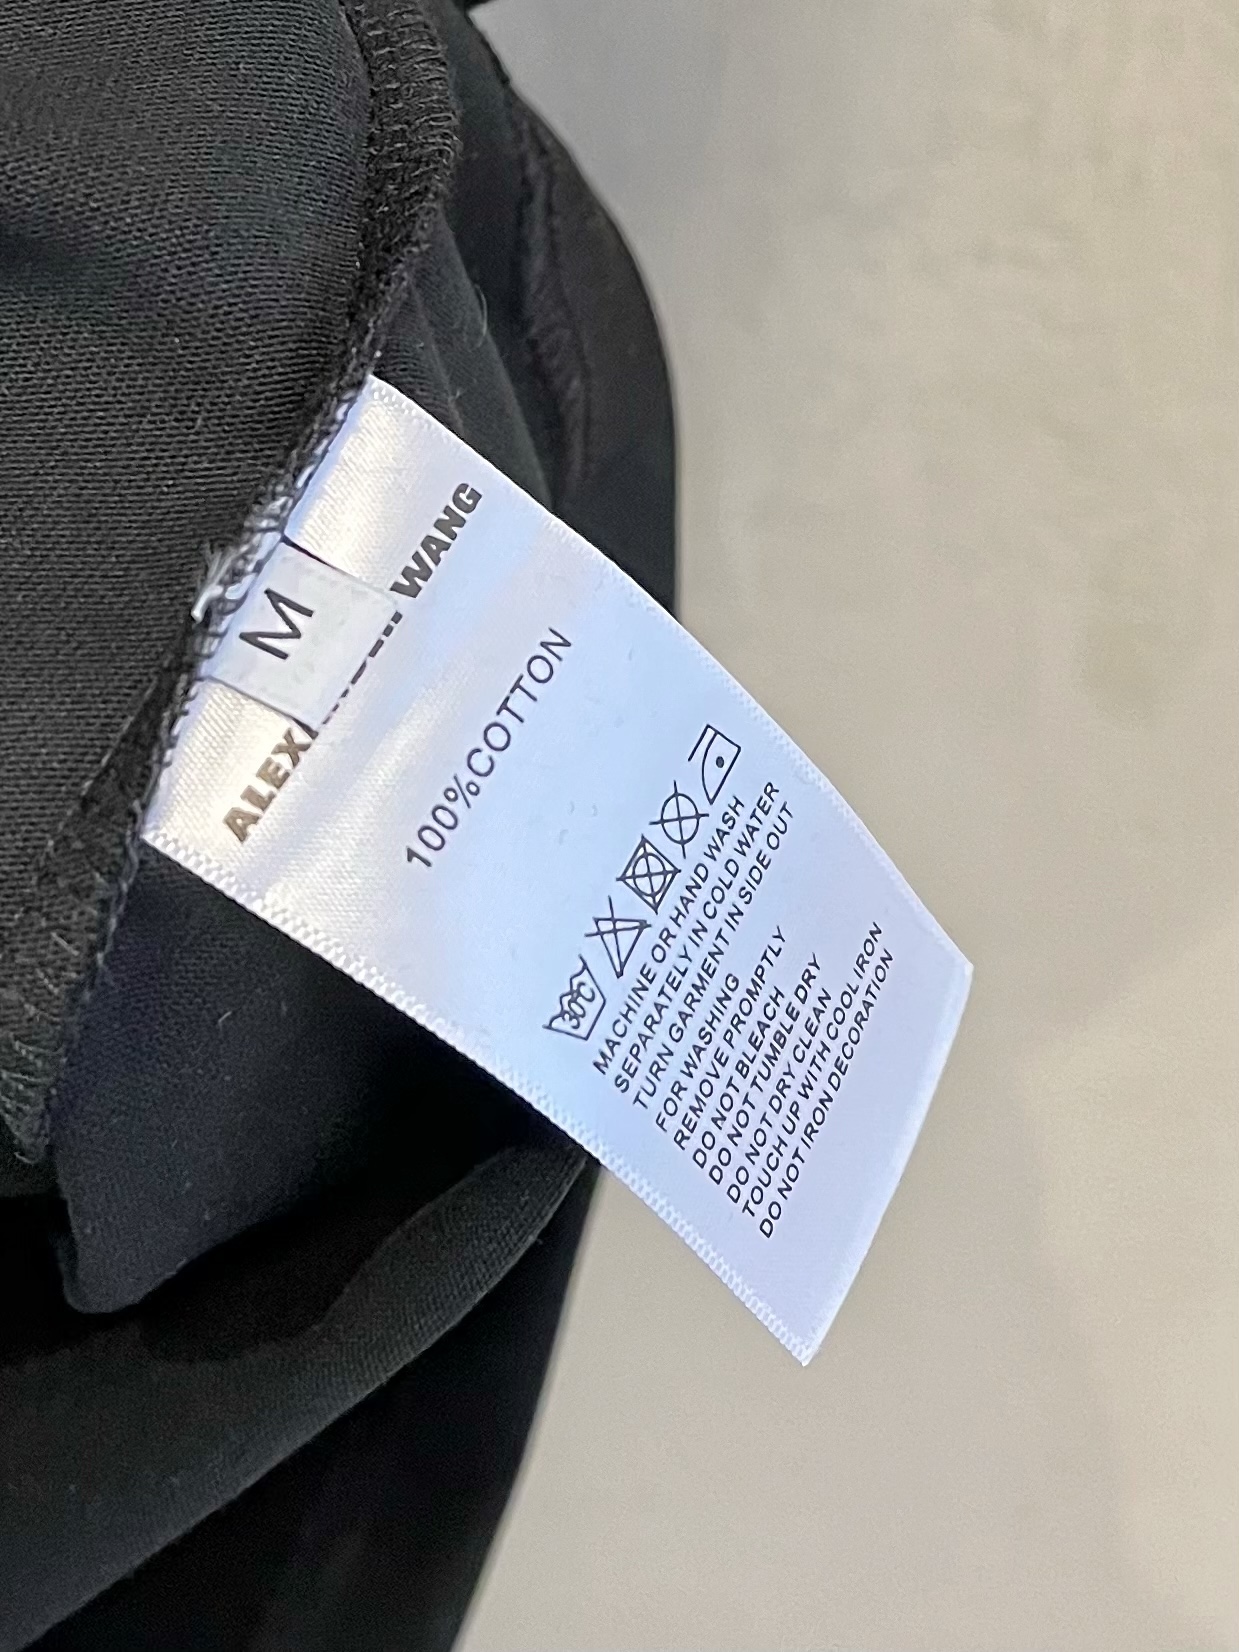 M
WANG
100%COTTON
30°C
MACHINE OR HAND WASH
SEPARATELY IN COLD WATER
TURN GARMENT IN SIDE OUT
FOR WASHING
REMOVE PROMPTLY
DO NOT BLEACH
DO NOT TUMBLE DRY
DO NOT DRY CLEAN
TOUCH UP WITH COOL IRON
DO NOT IRON DECORATION